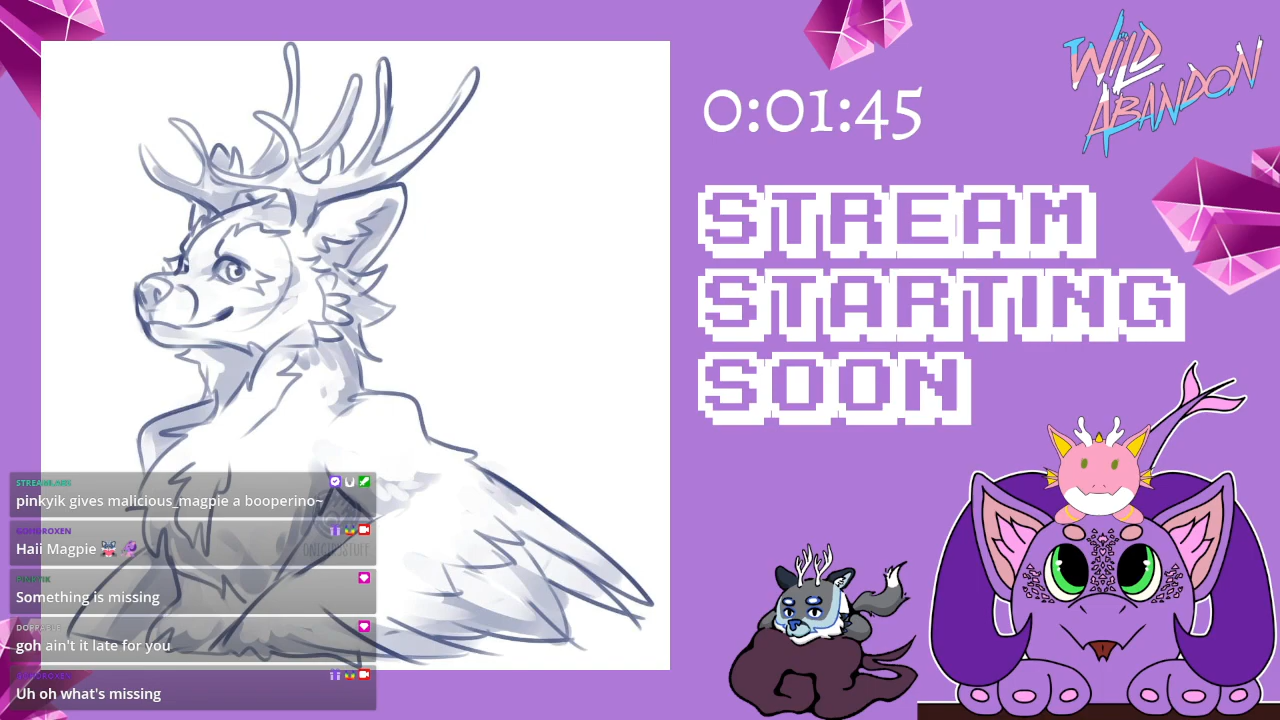 WiLD
ABANDON
0:01:45
STREAM
STARTING
SOON
pinkyik gives malicious_magpie a booperino~
Haii Magpie
Something is missing
goh ain't it late for you
Uh oh what's missing